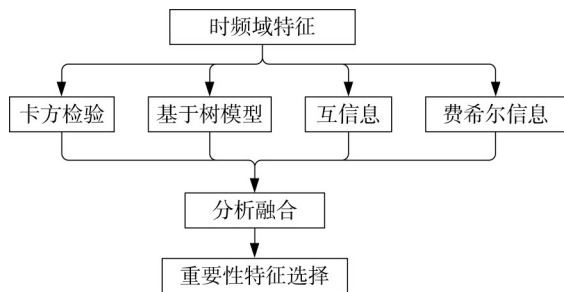 时频域特征
卡方检验
基于树模型
互信息
费希尔信息
分析融合
重要性特征选择